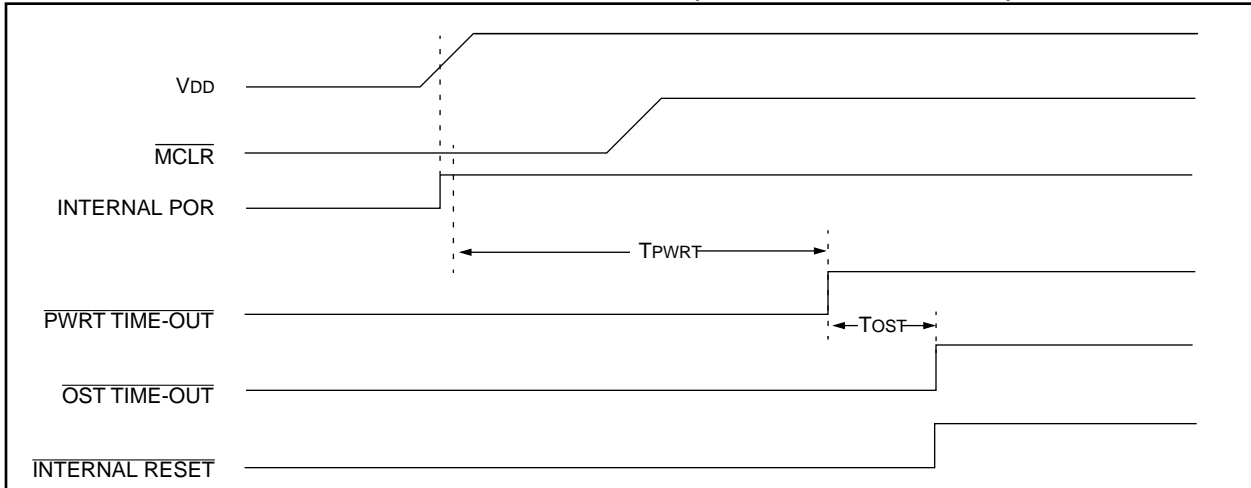 VDD
MCLR
INTERNAL POR
TPWRT
PWRT TIME-OUT
TOST
OST TIME-OUT
INTERNAL RESET